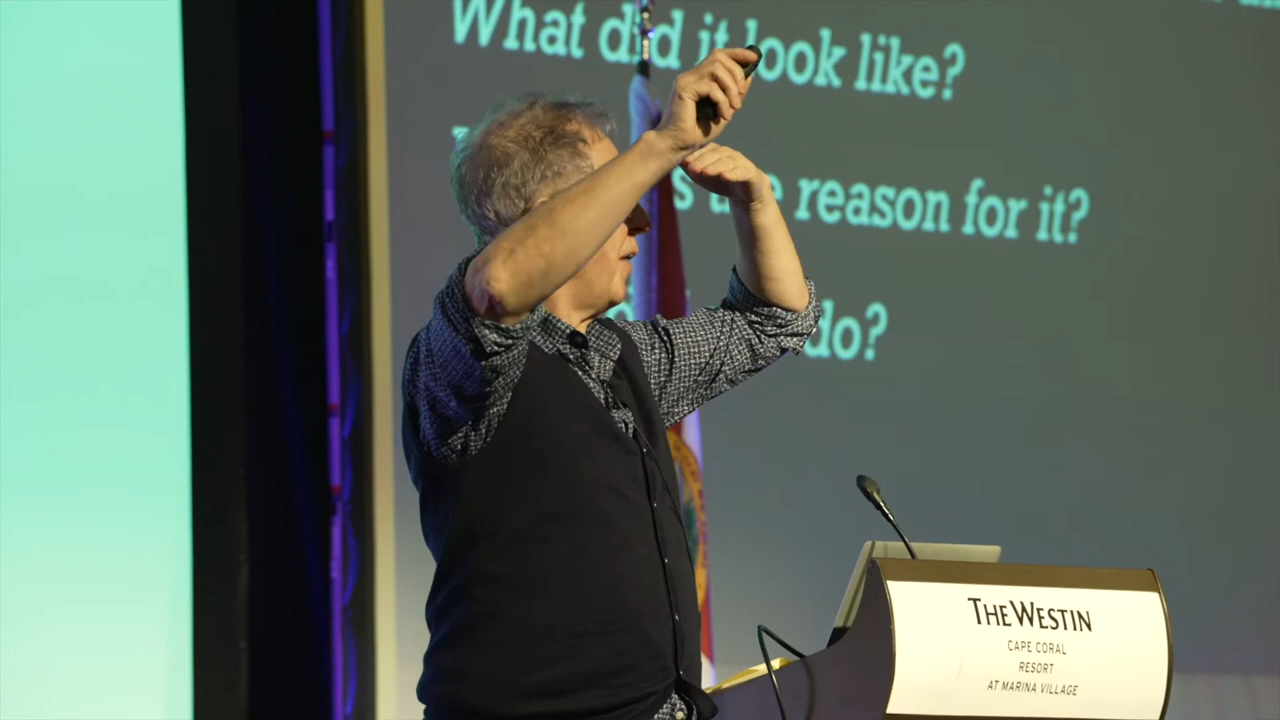 What did it look like?
reason for it?
do?
THE WESTIN
CAPE CORAL
RESORT
AT MARINA VILLAGE